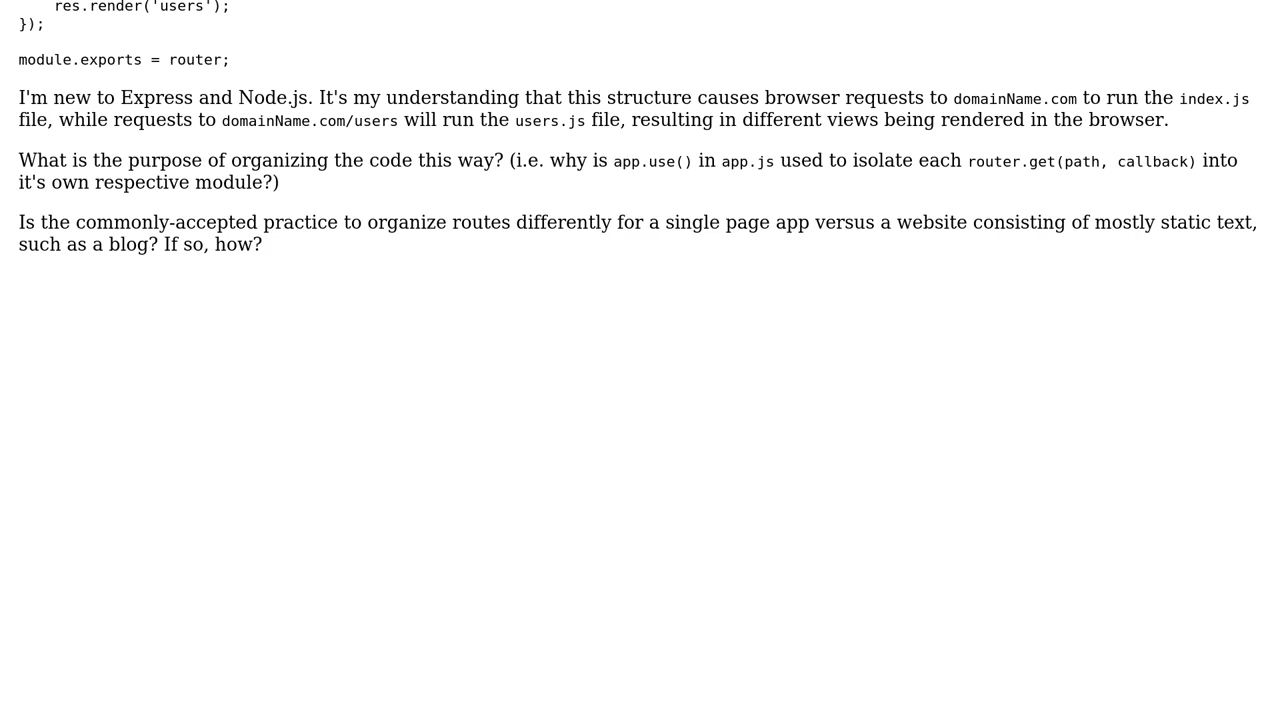 res.render('users');
});
module.exports = router;
I'm new to Express and Node.js. It's my understanding that this structure causes browser requests to domainName.com to run the index.js
file, while requests to domainName.com/users will run the users.js file, resulting in different views being rendered in the browser.
What is the purpose of organizing the code this way? (i.e. why is app.use() in app.js used to isolate each router.get(path, callback) into
it's own respective module?)
Is the commonly-accepted practice to organize routes differently for a single page app versus a website consisting of mostly static text,
such as a blog? If so, how?